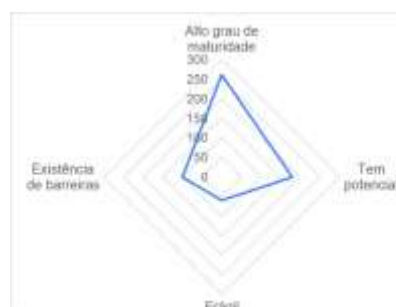 Alto grau de
maturidade
300
250
200
150
100
50
0
Existência
de barreiras
Tem
potencial
Frágil